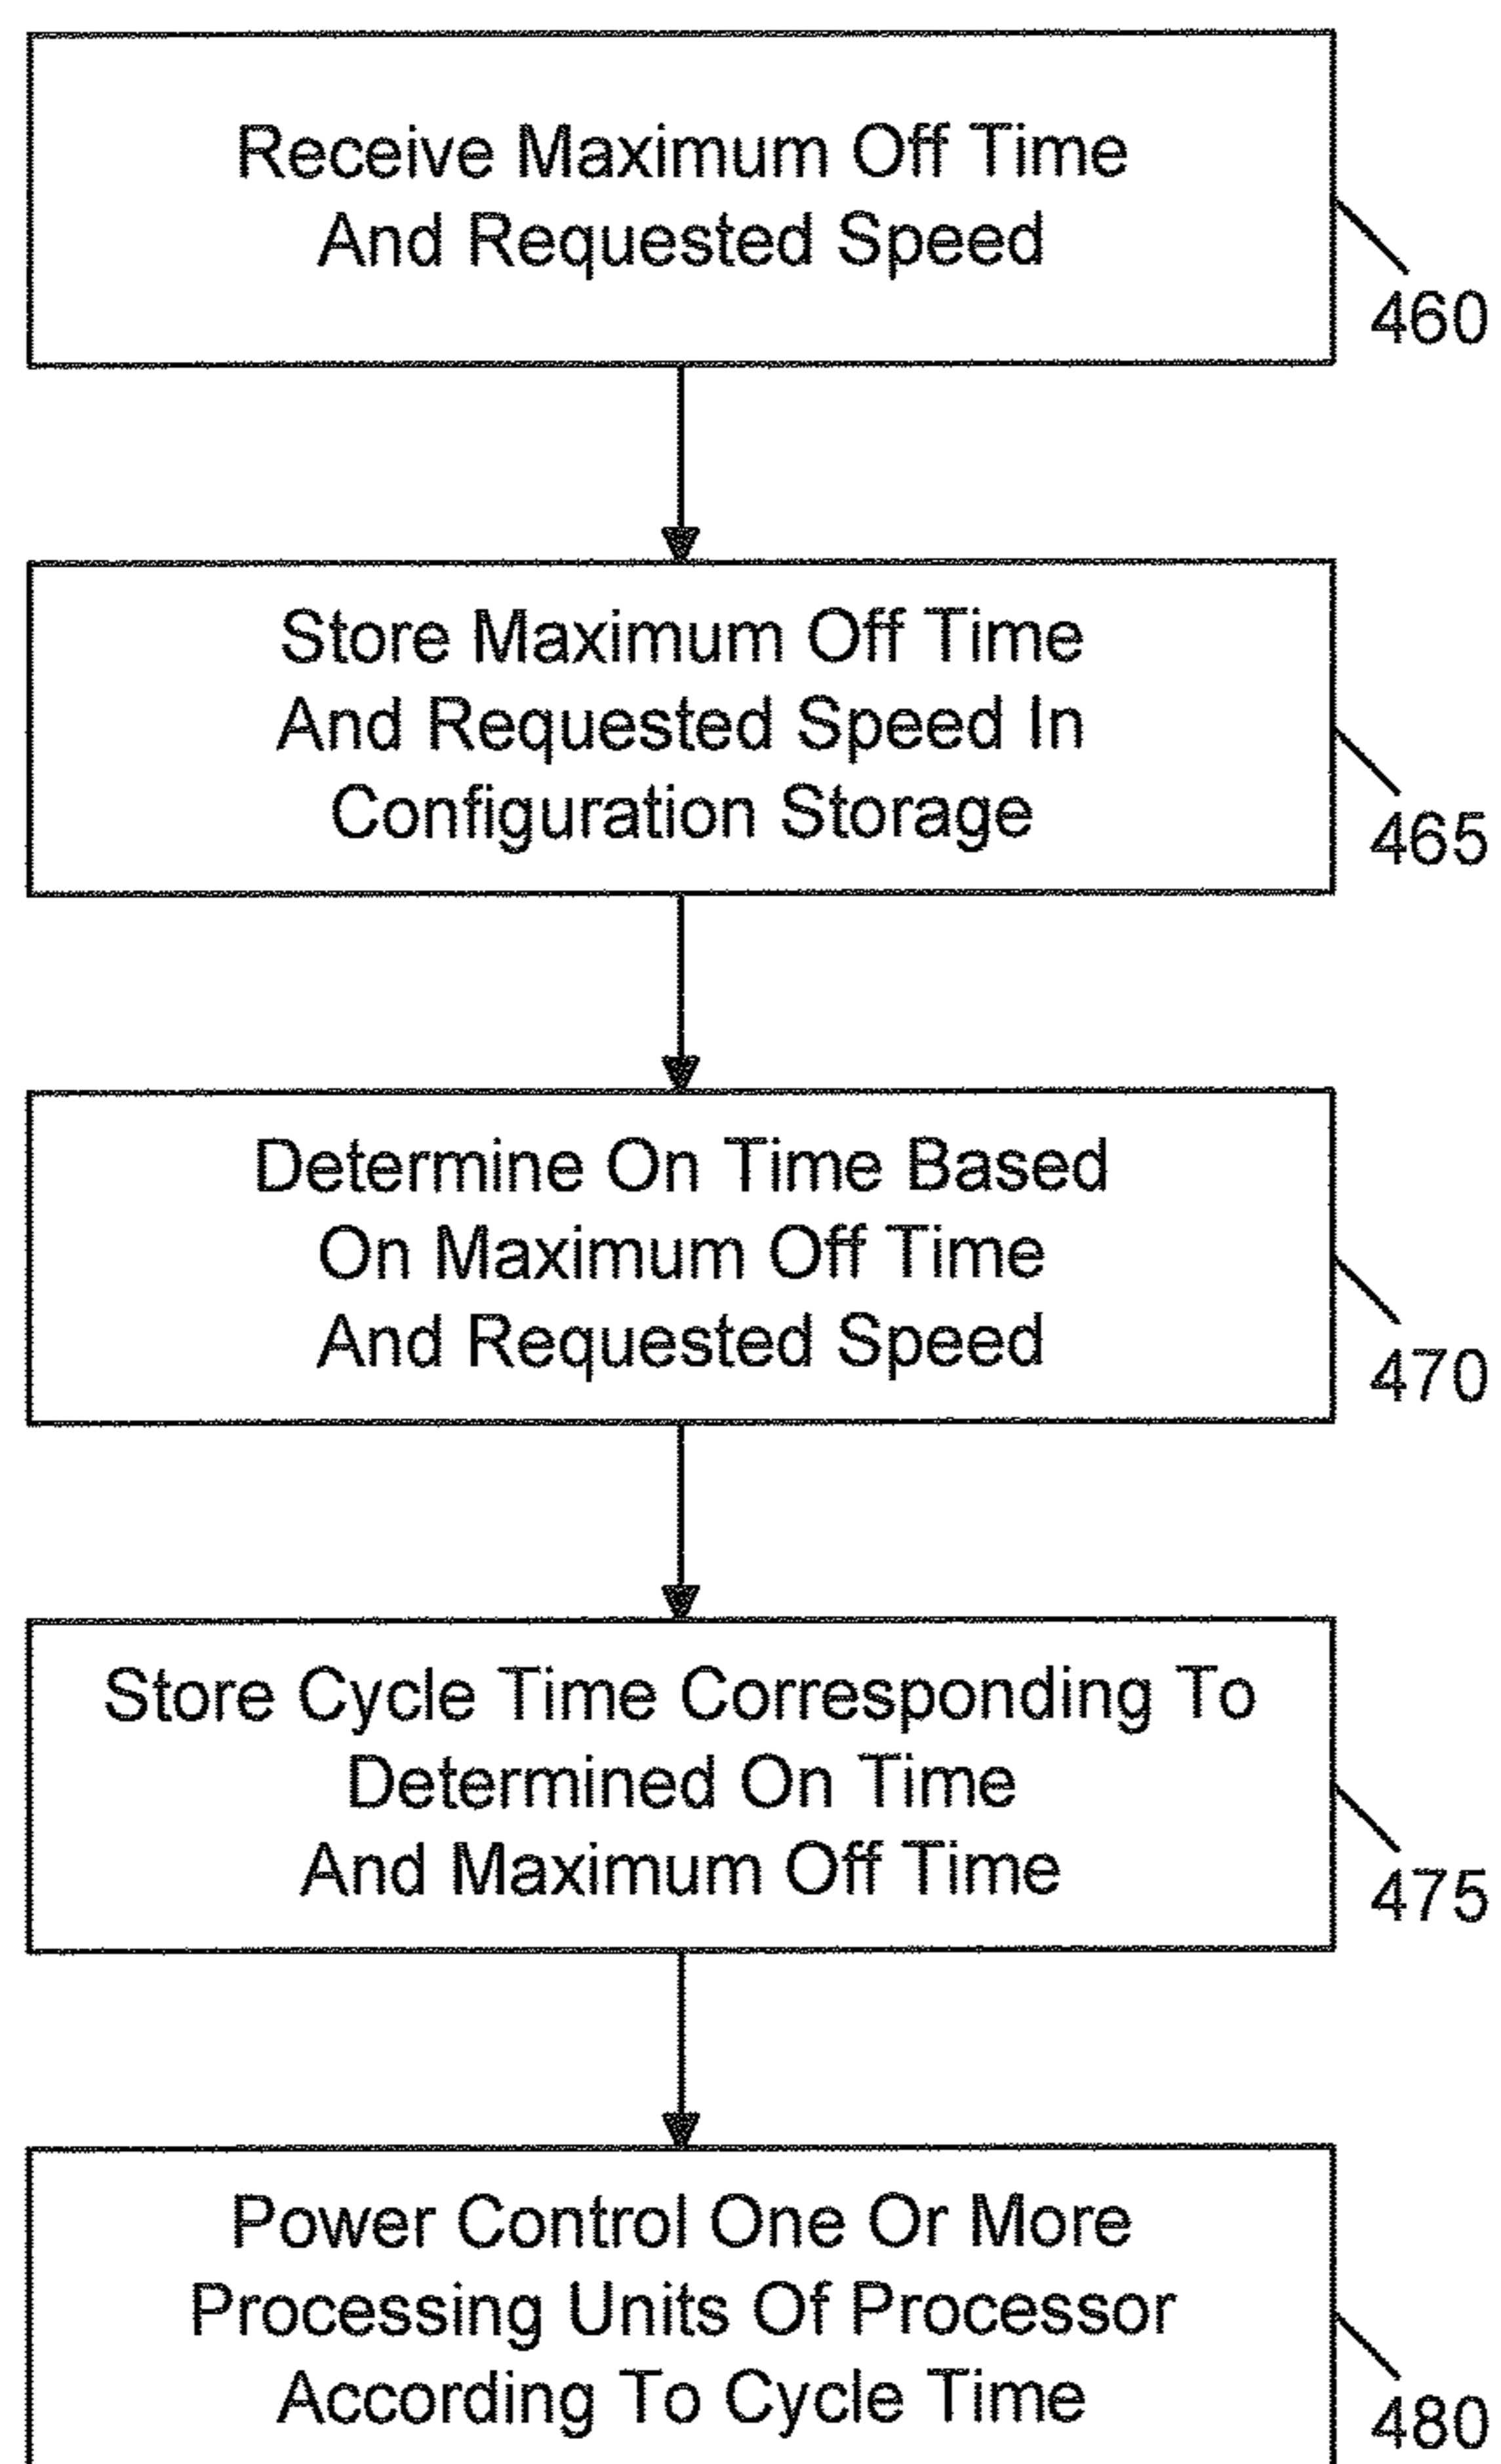 Receive Maximum Off Time
And Requested Speed
460
Store Maximum Off Time
And Requested Speed In
Configuration Storage
465
Determine On Time Based
On Maximum Off Time
And Requested Speed
470
Store Cycle Time Corresponding To
Determined On Time
And Maximum Off Time
475
Power Control One Or More
Processing Units Of Processor
According To Cycle Time
480